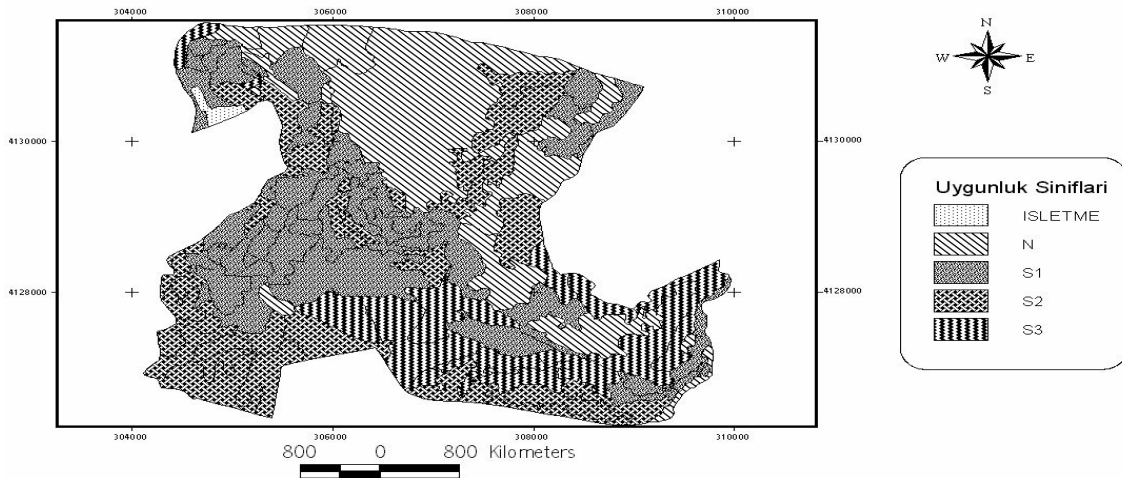 304000 306000 308000 310000
N
W E
S
4130000 4130000
Uygunluk Siniflari
ISLETME
N
S1
S2
S3
4128000 4128000
304000 306000 308000 310000
800 0 800 Kilometers